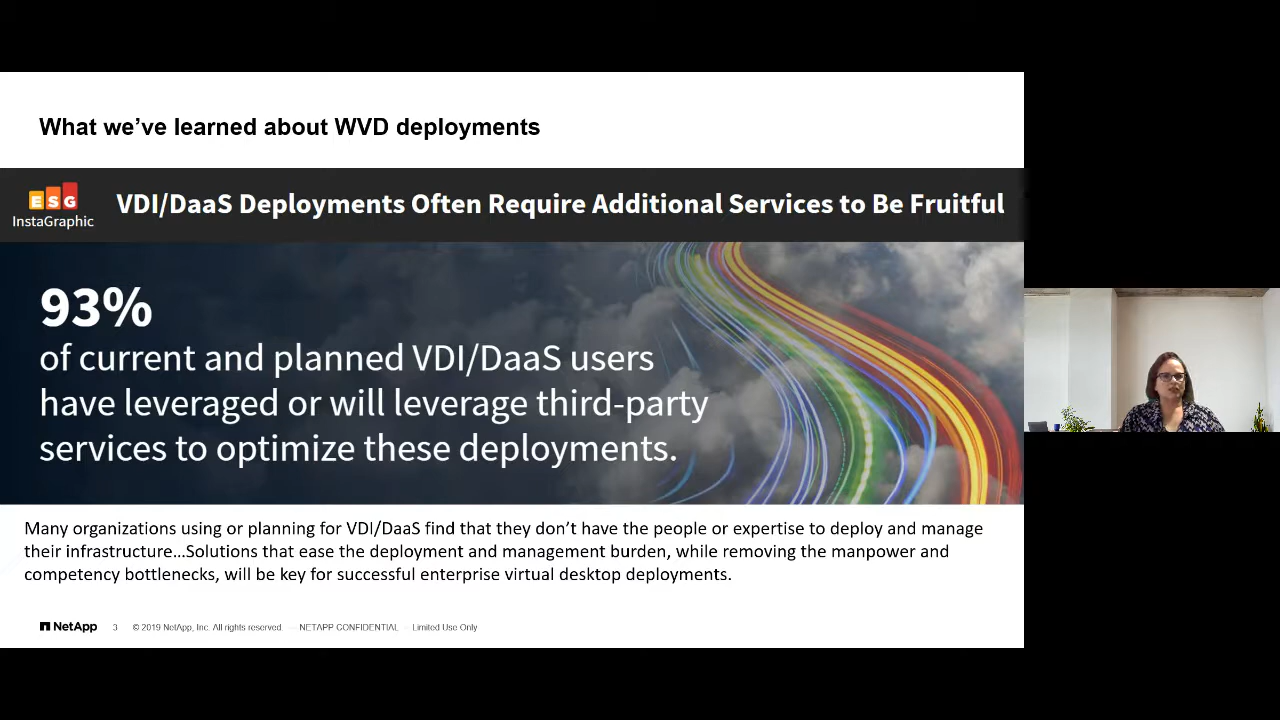 What we've learned about WVD deployments
ESG
InstaGraphic
VDI/DaaS Deployments Often Require Additional Services to Be Fruitful
93%
of current and planned VDI/DaaS users
have leveraged or will leverage third-party
services to optimize these deployments.
Many organizations using or planning for VDI/DaaS find that they don't have the people or expertise to deploy and manage
their infrastructure...Solutions that ease the deployment and management burden, while removing the manpower and
competency bottlenecks, will be key for successful enterprise virtual desktop deployments.
NetApp 3 © 2019 NetApp, Inc. All rights reserved. — NETAPP CONFIDENTIAL — Limited Use Only